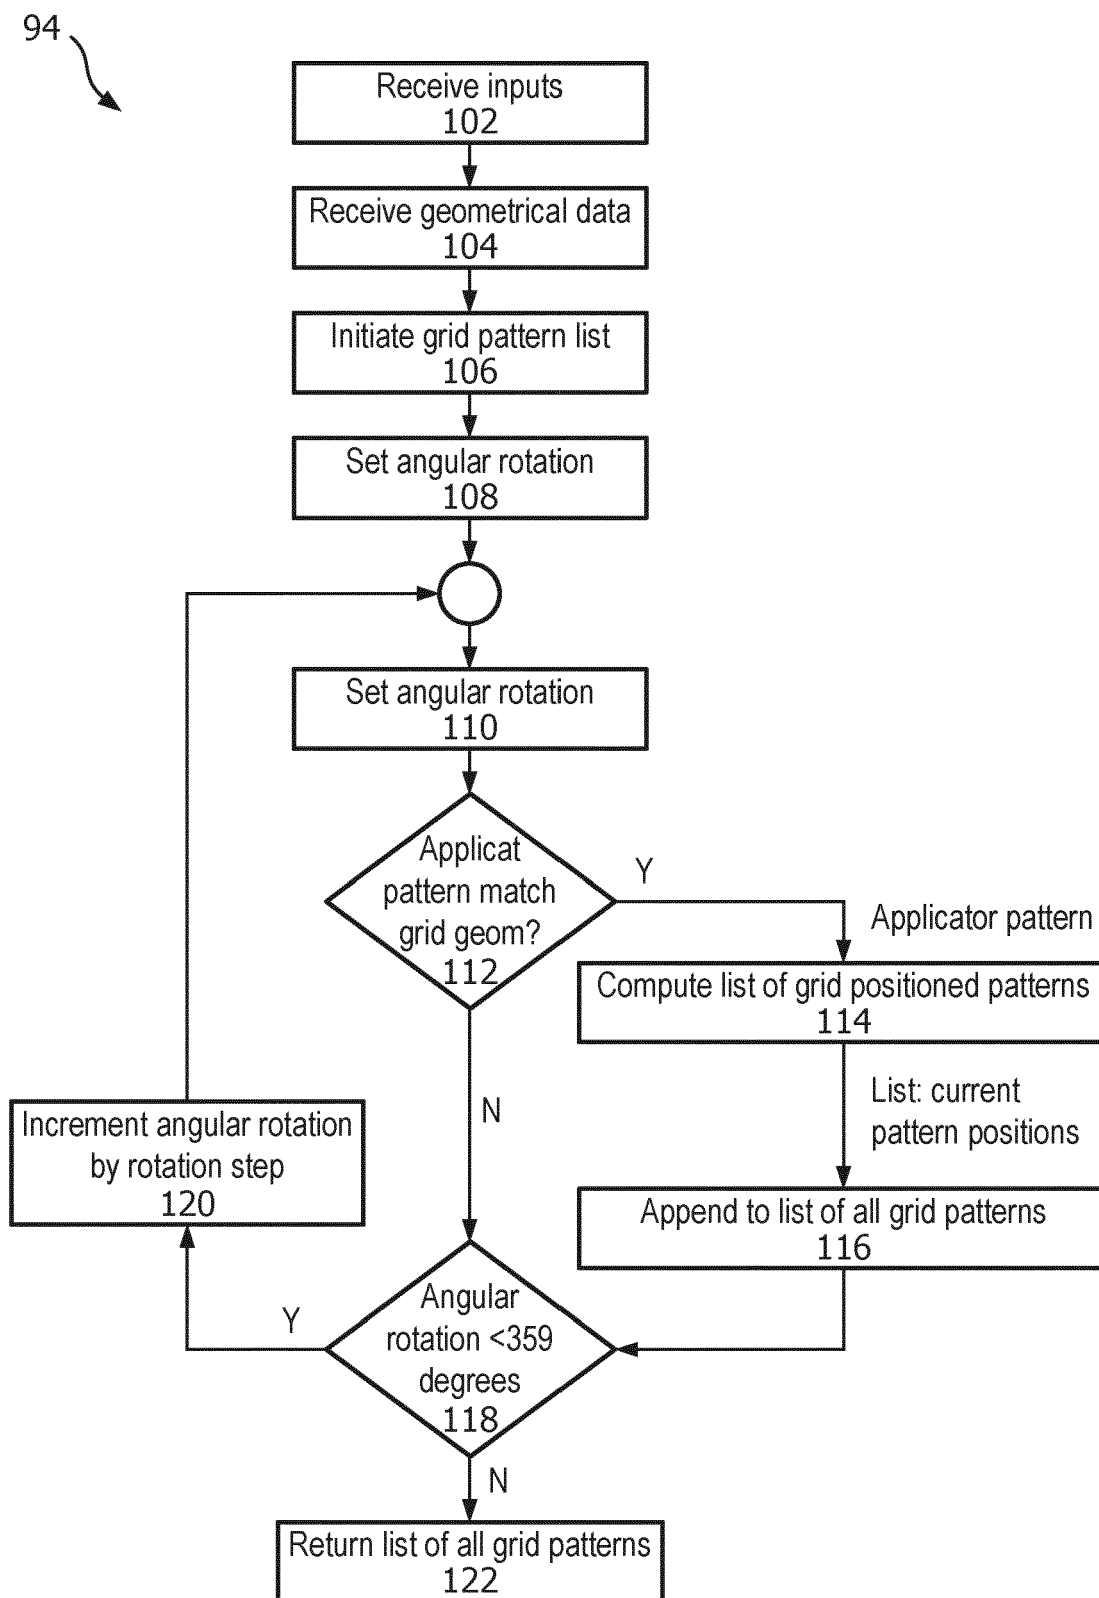 94
Receive inputs
102
Receive geometrical data
104
Initiate grid pattern list
106
Set angular rotation
108
Set angular rotation
110
Applicat
pattern match
grid geom?
112
Y
Applicator pattern
Compute list of grid positioned patterns
114
List: current
pattern positions
N
Increment angular rotation
by rotation step
120
Append to list of all grid patterns
116
Y
Angular
rotation <359
degrees
118
N
Return list of all grid patterns
122